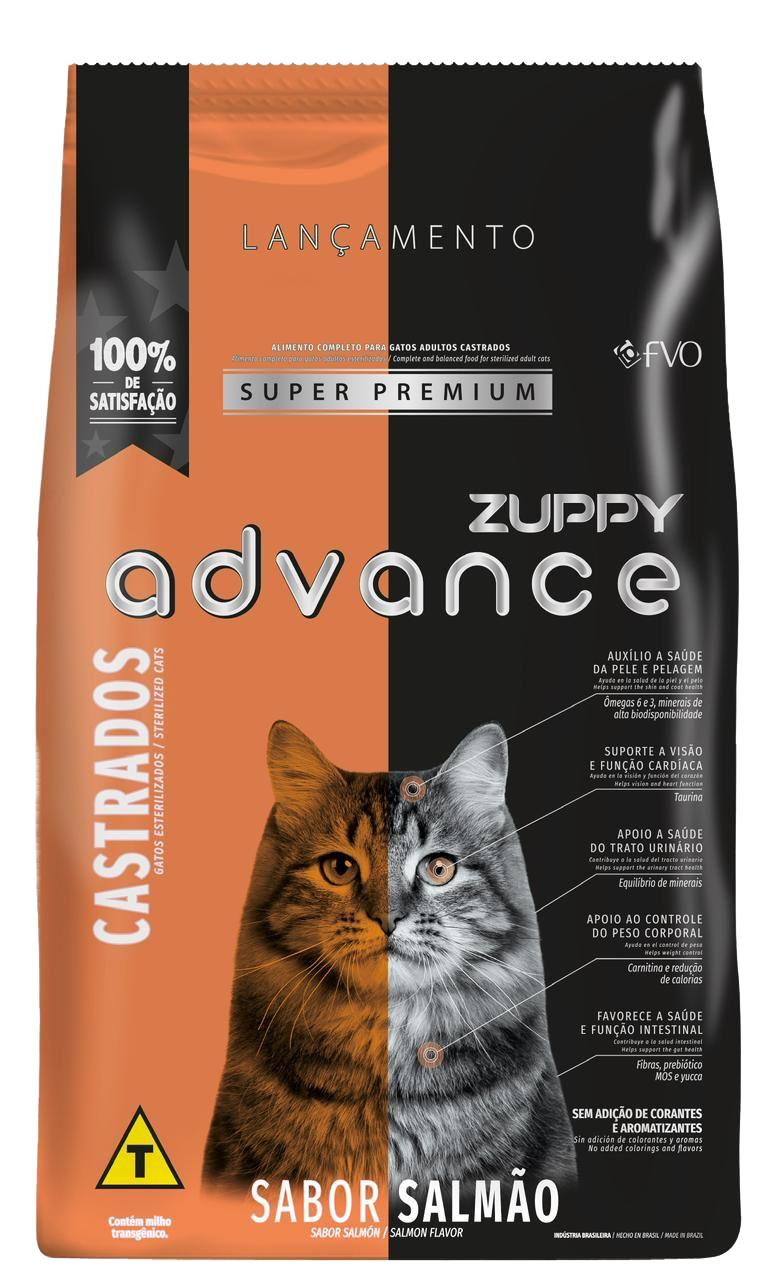 LANÇAMENTO
100%
DE
SATISFAÇÃO
ALIMENTO COMPLETO PARA GATOS ADULTOS CASTRADOS
Alimento completo para gatos adultos esterilizados / Complete and balanced food for sterilized adult cats
SUPER PREMIUM
fVO
ZUPPY
advance
CASTRADOS
GATOS ESTERILIZADOS / STERILIZED CATS
AUXÍLIO A SAÚDE
DA PELE E PELAGEM
Ayuda en la salud de la piel y el pelo
Helps support the skin and coat health
Ômegas 6 e 3, minerais de
alta biodisponibilidade
SUPORTE A VISÃO
E FUNÇÃO CARDÍACA
Ayuda en la visión y función del corazón
Helps vision and heart function
Taurina
APOIO A SAÚDE
DO TRATO URINÁRIO
Contribuye a la salud del tracto urinario
Helps support the urinary tract health
Equilíbrio de minerais
APOIO AO CONTROLE
DO PESO CORPORAL
Ayuda en el control de peso
Helps weight control
Carnitina e redução
de calorias
FAVORECE A SAÚDE
E FUNÇÃO INTESTINAL
Contribuye a la salud intestinal
Helps support the gut health
Fibras, prebiótico
MOS e yucca
SEM ADIÇÃO DE CORANTES
E AROMATIZANTES
Sin adición de colorantes y aromas
No added colorings and flavors
T
Contém milho
transgênico.
SABOR SALMÃO
SABOR SALMÓN / SALMON FLAVOR
INDÚSTRIA BRASILEIRA / HECHO EN BRASIL / MADE IN BRAZIL